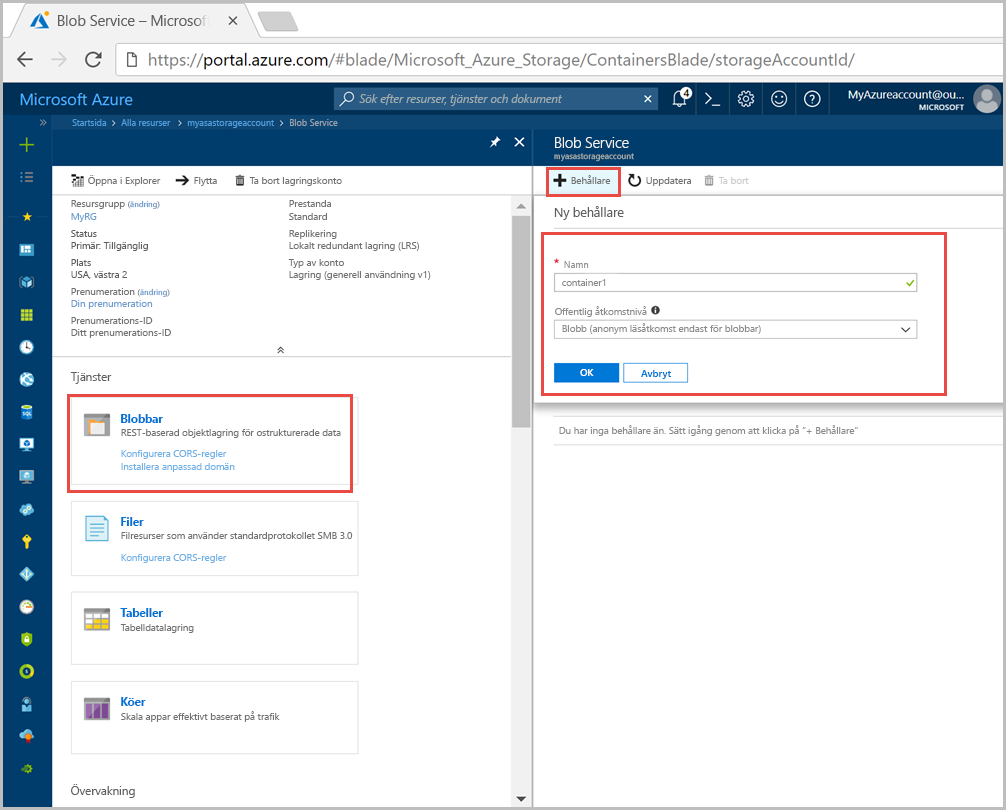 Blob Service – Microsof
https://portal.azure.com/#blade/Microsoft_Azure_Storage/ContainersBlade/storageAccountId/
Microsoft Azure
Sök efter resurser, tjänster och dokument
4
MyAzureaccount@ou...
MICROSOFT
Startsida > Alla resurser > myasastorageaccount > Blob Service
Öppna i Explorer
Flytta
Ta bort lagringskonto
Resursgrupp (ändring)
MyRG
Status
Primär: Tillgänglig
Plats
USA, västra 2
Prenumeration (ändring)
Din prenumeration
Prenumerations-ID
Ditt prenumerations-ID
Prestanda
Standard
Replikering
Lokalt redundant lagring (LRS)
Typ av konto
Lagring (generell användning v1)
Tjänster
Blobbar
REST-baserad objektlagring för ostrukturerade data
Konfigurera CORS-regler
Installera anpassad domän
Filer
Filresurser som använder standardprotokollet SMB 3.0
Konfigurera CORS-regler
Tabeller
Tabelldatalagring
Köer
Skala appar effektivt baserat på trafik
Övervakning
Blob Service
myasastorageaccount
Behållare
Uppdatera
Ta bort
Ny behållare
* Namn
container1
Offentlig åtkomstnivå
Blobb (anonym läsåtkomst endast för blobbar)
OK
Avbryt
Du har inga behållare än. Sätt igång genom att klicka på "+ Behållare"